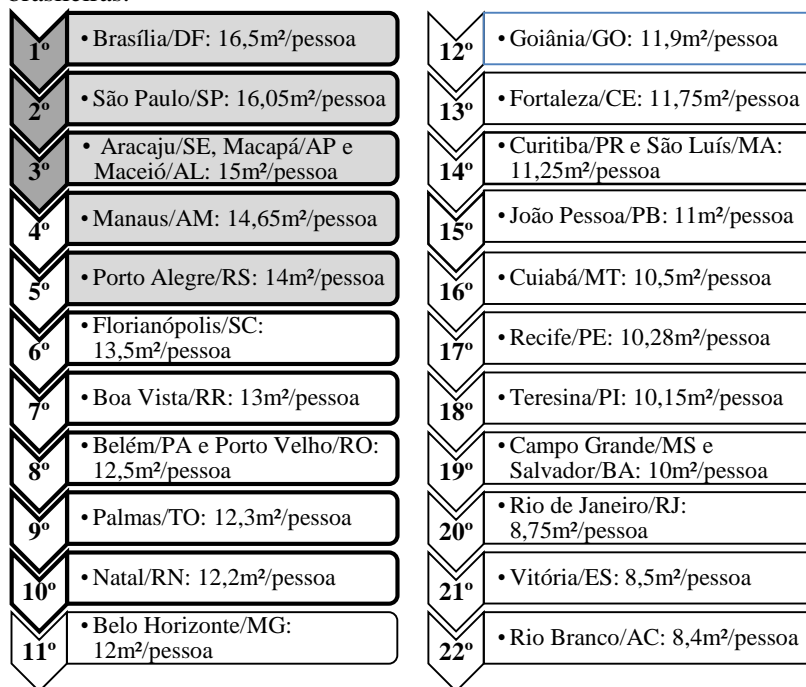 1º
• Brasília/DF: 16,5m²/pessoa
2º
• São Paulo/SP: 16,05m²/pessoa
3º
• Aracaju/SE, Macapá/AP e
Maceió/AL: 15m²/pessoa
4º
• Manaus/AM: 14,65m²/pessoa
5º
• Porto Alegre/RS: 14m²/pessoa
6º
• Florianópolis/SC:
13,5m²/pessoa
7º
• Boa Vista/RR: 13m²/pessoa
8º
• Belém/PA e Porto Velho/RO:
12,5m²/pessoa
9º
• Palmas/TO: 12,3m²/pessoa
10º
• Natal/RN: 12,2m²/pessoa
11º
• Belo Horizonte/MG:
12m²/pessoa
12º
• Goiânia/GO: 11,9m²/pessoa
13º
• Fortaleza/CE: 11,75m²/pessoa
14º
• Curitiba/PR e São Luís/MA:
11,25m²/pessoa
15º
• João Pessoa/PB: 11m²/pessoa
16º
• Cuiabá/MT: 10,5m²/pessoa
17º
• Recife/PE: 10,28m²/pessoa
18º
• Teresina/PI: 10,15m²/pessoa
19º
• Campo Grande/MS e
Salvador/BA: 10m²/pessoa
20º
• Rio de Janeiro/RJ:
8,75m²/pessoa
21º
• Vitória/ES: 8,5m²/pessoa
22º
• Rio Branco/AC: 8,4m²/pessoa